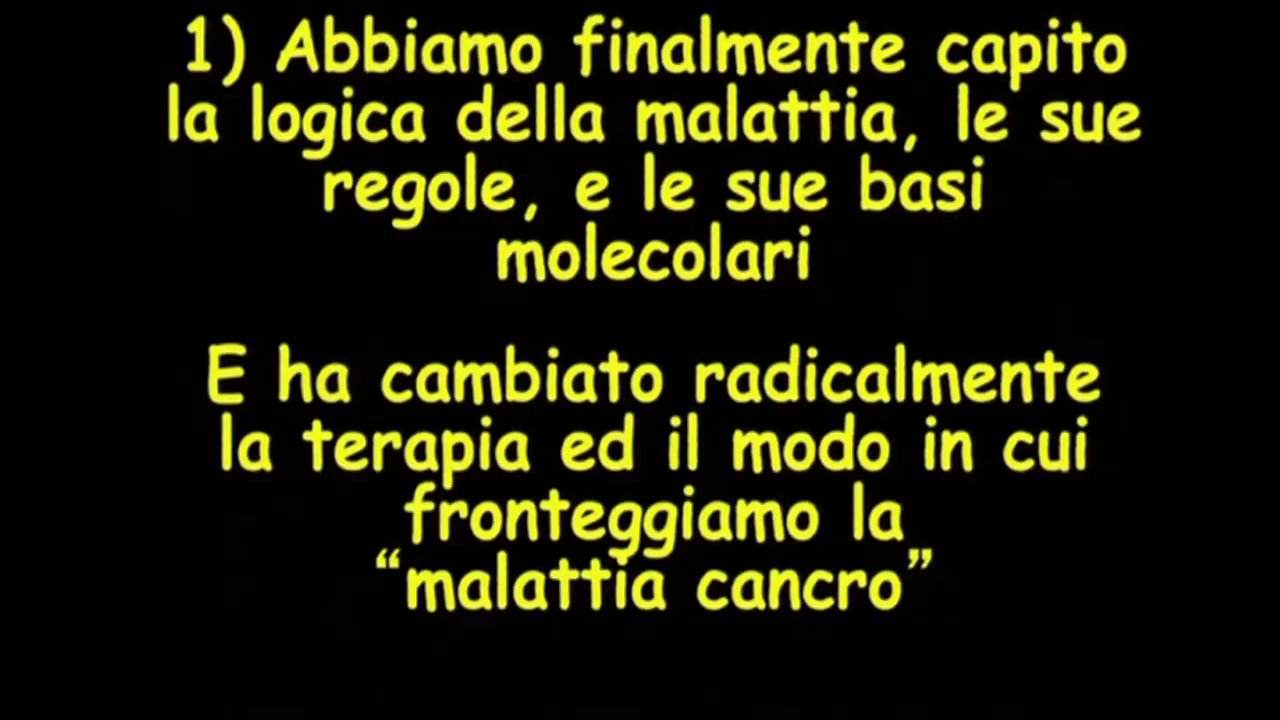 1) Abbiamo finalmente capito
la logica della malattia, le sue
regole, e le sue basi
molecolari
E ha cambiato radicalmente
la terapia ed il modo in cui
fronteggiamo la
“malattia cancro”